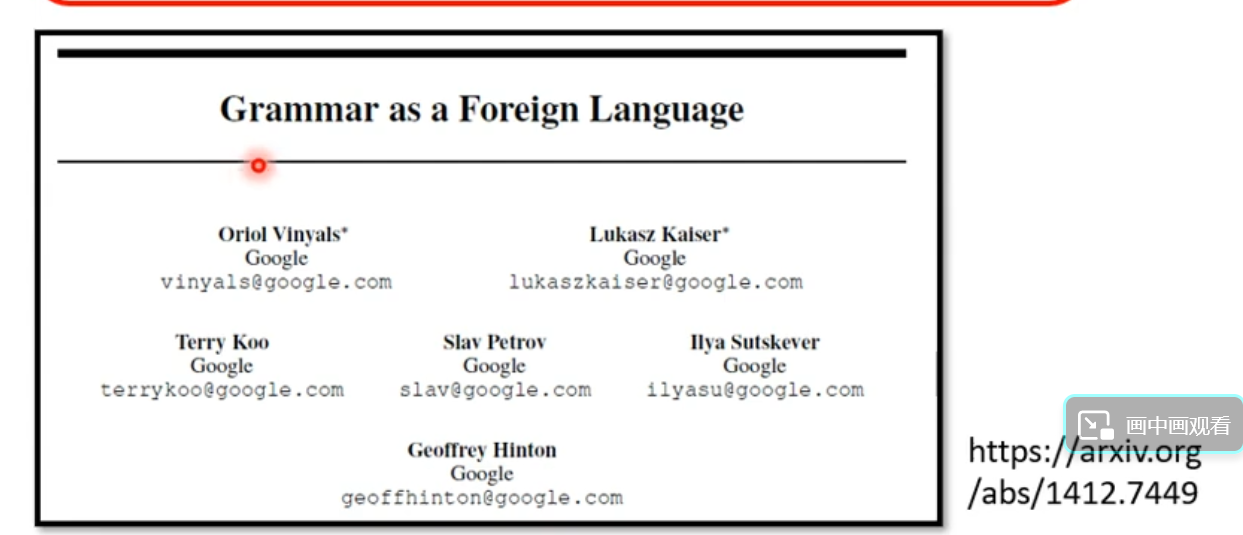 Grammar as a Foreign Language
Oriol Vinyals* Lukasz Kaiser*
Google Google
vinyals@google.com lukaszkaiser@google.com
Terry Koo Slav Petrov Ilya Sutskever
Google Google Google
terrykoo@google.com slav@google.com ilyasu@google.com
Geoffrey Hinton
Google
geoffhinton@google.com
画中画观看
https://arxiv.org
/abs/1412.7449